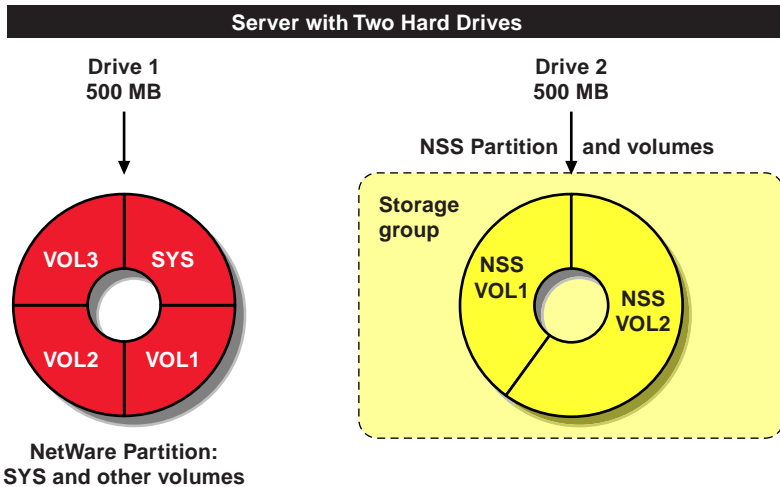 Server with Two Hard Drives
Drive 1
500 MB
Drive 2
500 MB
NSS Partition and volumes
Storage
group
VOL3
SYS
VOL2
VOL1
NSS
VOL1
NSS
VOL2
NetWare Partition:
SYS and other volumes